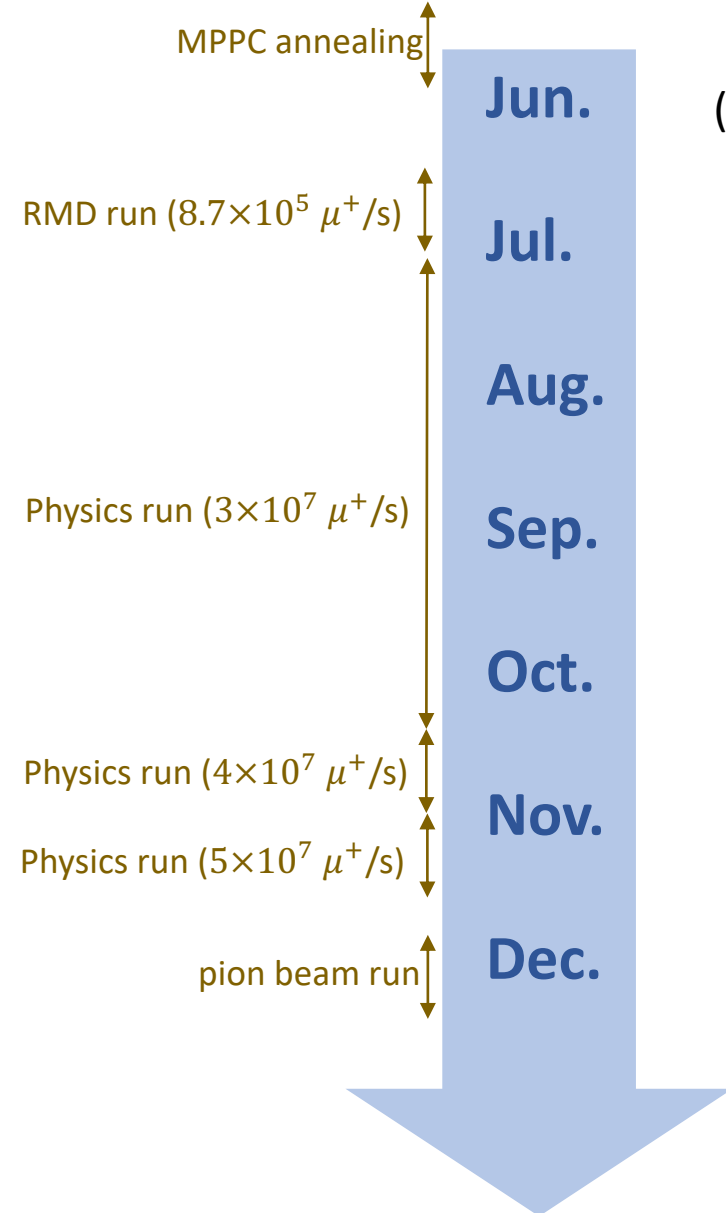 MPPC annealing
Jun.
(
RMD run (8.7×10⁵ μ⁺/s)
Jul.
Aug.
Physics run (3×10⁷ μ⁺/s)
Sep.
Oct.
Physics run (4×10⁷ μ⁺/s)
Nov.
Physics run (5×10⁷ μ⁺/s)
Dec.
pion beam run